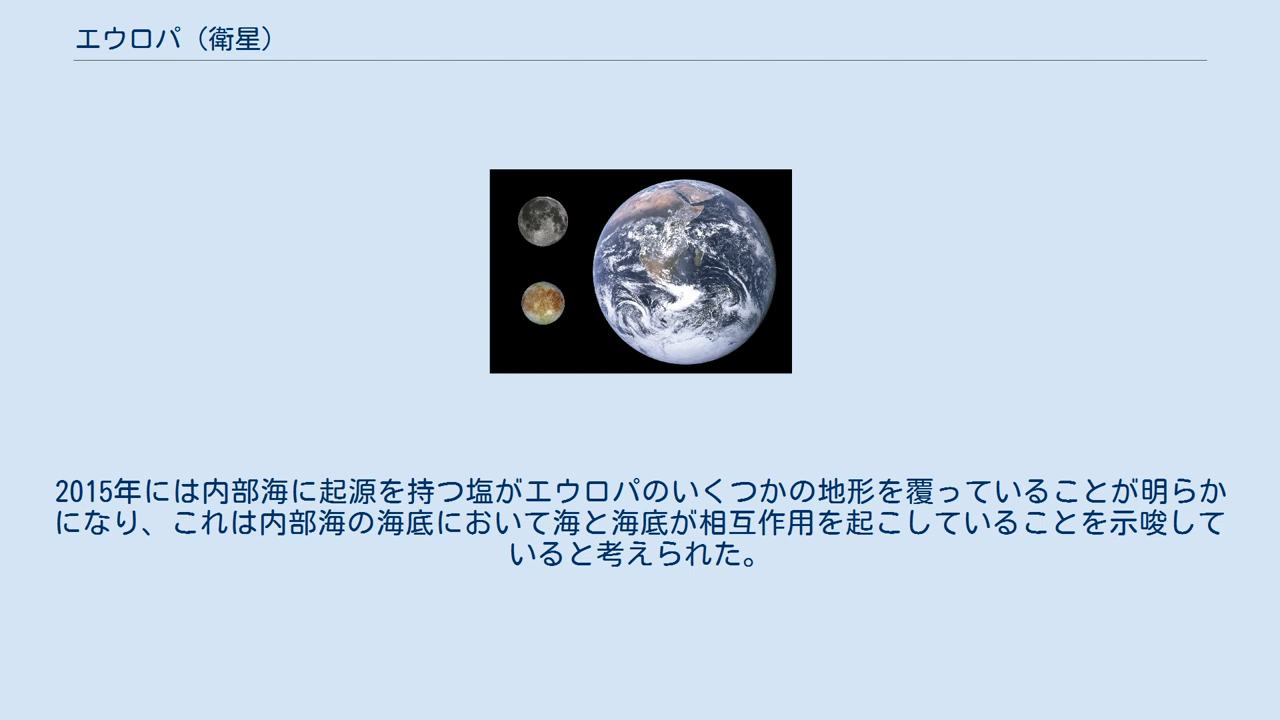 エウロパ（衛星）
2015年には内部海に起源を持つ塩がエウロパのいくつかの地形を覆っていることが明らか
になり、これは内部海の海底において海と海底が相互作用を起こしていることを示唆して
いると考えられた。